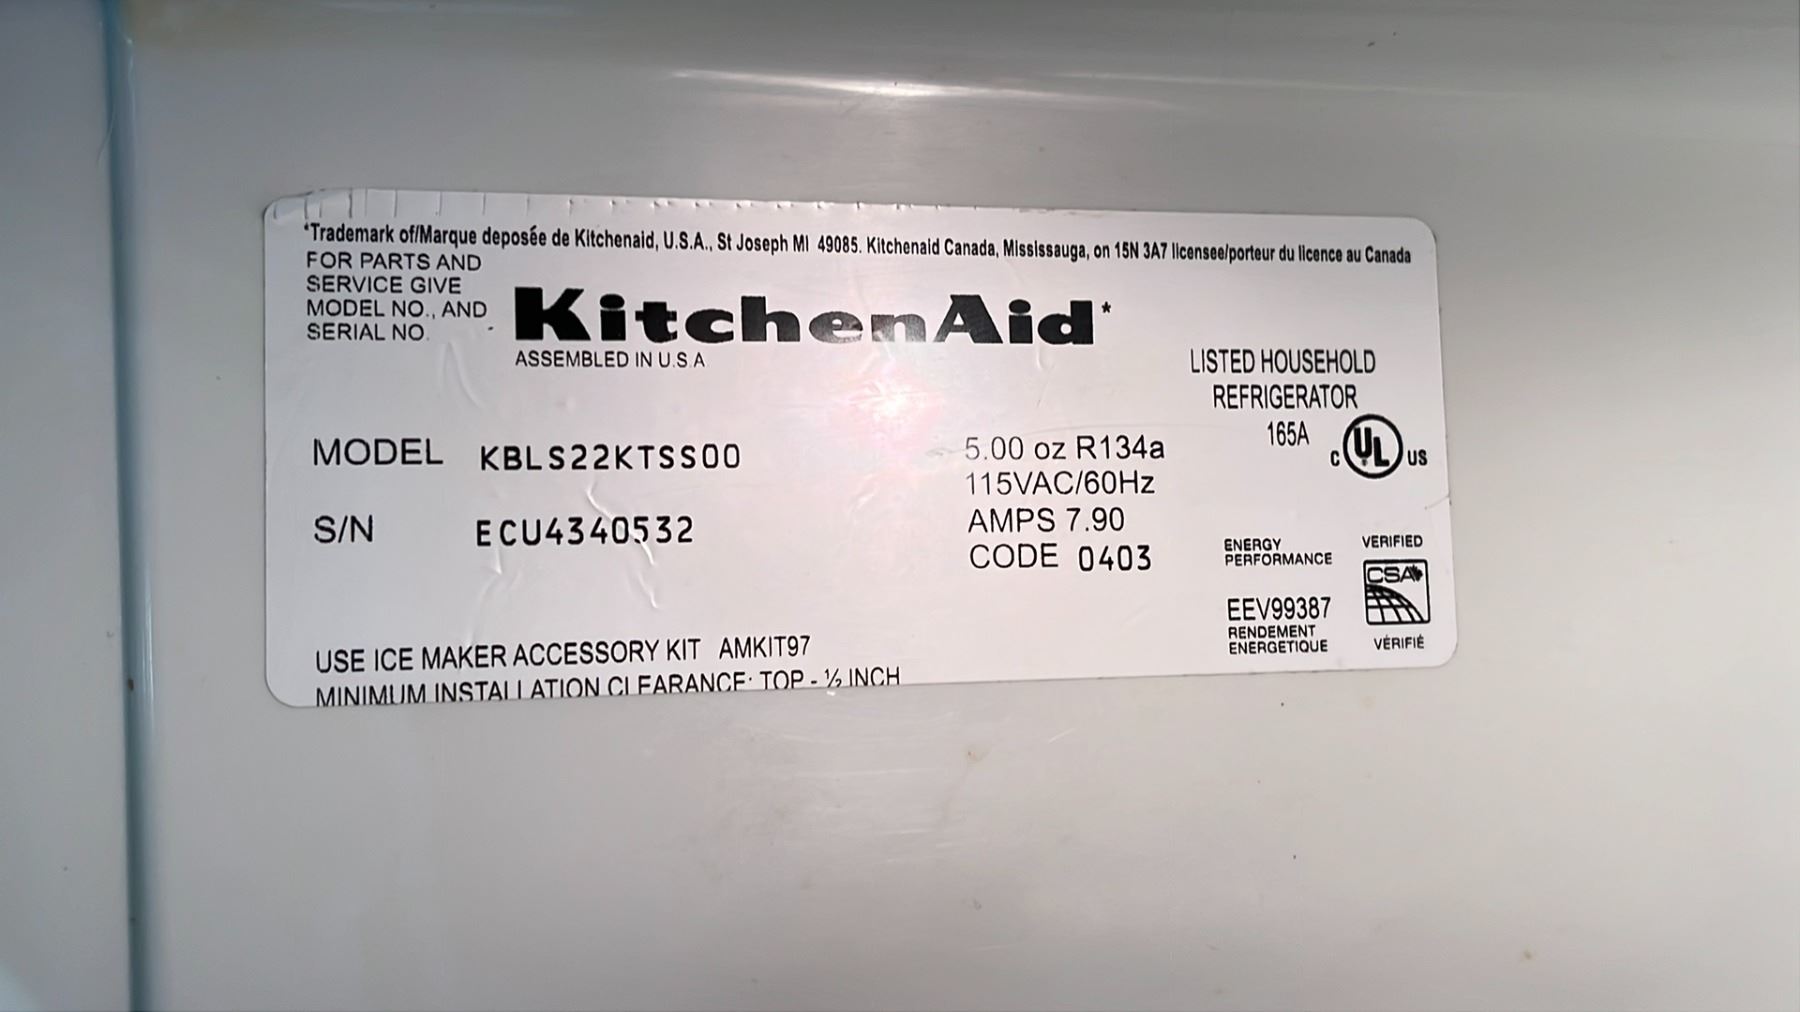 *Trademark of/Marque deposée de Kitchenaid, U.S.A., St Joseph MI 49085. Kitchenaid Canada, Mississauga, on 15N 3A7 licensee/porteur du licence au Canada
FOR PARTS AND
SERVICE GIVE
MODEL NO., AND
SERIAL NO.
KitchenAid*
ASSEMBLED IN U.S.A
LISTED HOUSEHOLD
REFRIGERATOR
165A
C UL US
MODEL KBLS22KTSS00
5.00 oz R134a
115VAC/60Hz
S/N ECU4340532
AMPS 7.90
CODE 0403
ENERGY
PERFORMANCE
VERIFIED
CSA
EEV99387
RENDEMENT
ENERGETIQUE
VÉRIFIÉ
USE ICE MAKER ACCESSORY KIT AMKIT97
MINIMUM INSTALLATION CLEARANCE: TOP - ½ INCH